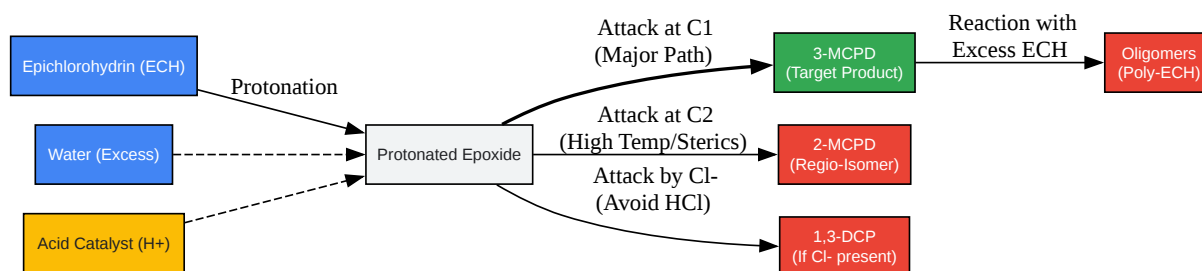 Epichlorohydrin (ECH)
Protonation
Water (Excess)
Acid Catalyst (H+)
Protonated Epoxide
Attack at C1
(Major Path)
Attack at C2
(High Temp/Sterics)
Attack by Cl-
(Avoid HCl)
3-MCPD
(Target Product)
2-MCPD
(Regio-Isomer)
1,3-DCP
(If Cl- present)
Reaction with
Excess ECH
Oligomers
(Poly-ECH)